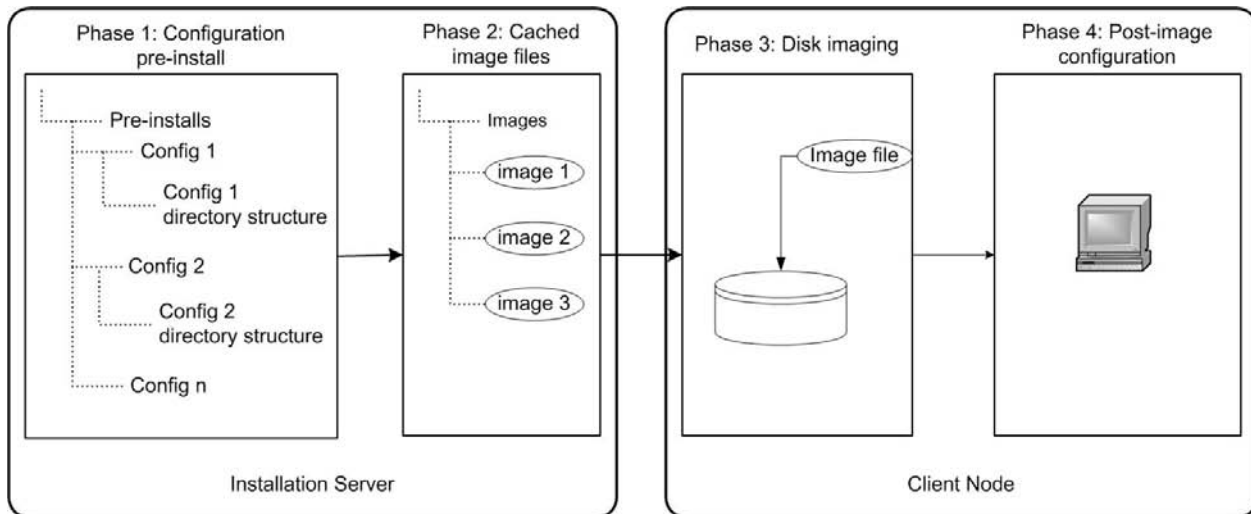 Phase 1: Configuration
pre-install
Pre-installs
Config 1
Config 1
directory structure
Config 2
Config 2
directory structure
Config n
Phase 2: Cached
image files
Images
image 1
image 2
image 3
Installation Server
Phase 3: Disk imaging
Image file
Phase 4: Post-image
configuration
Client Node